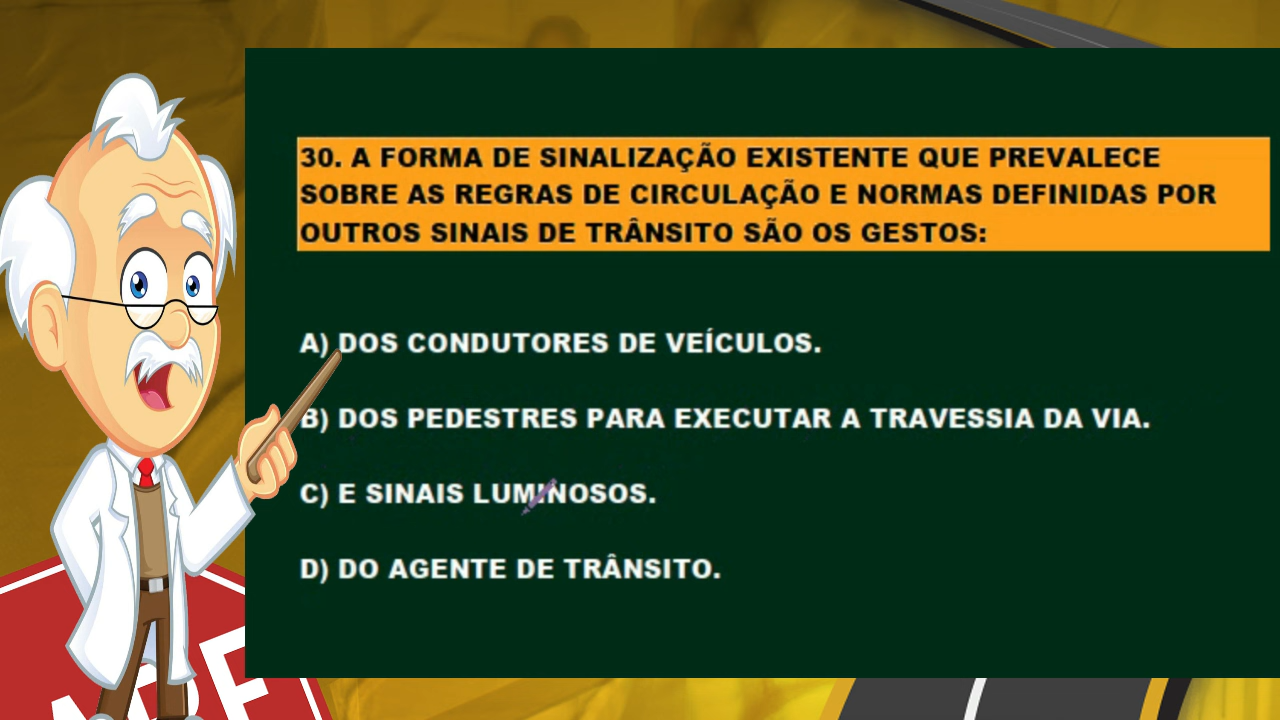 30. A FORMA DE SINALIZAÇÃO EXISTENTE QUE PREVALECE
SOBRE AS REGRAS DE CIRCULAÇÃO E NORMAS DEFINIDAS POR
OUTROS SINAIS DE TRÂNSITO SÃO OS GESTOS:
A) DOS CONDUTORES DE VEÍCULOS.
B) DOS PEDESTRES PARA EXECUTAR A TRAVESSIA DA VIA.
C) E SINAIS LUMINOSOS.
D) DO AGENTE DE TRÂNSITO.